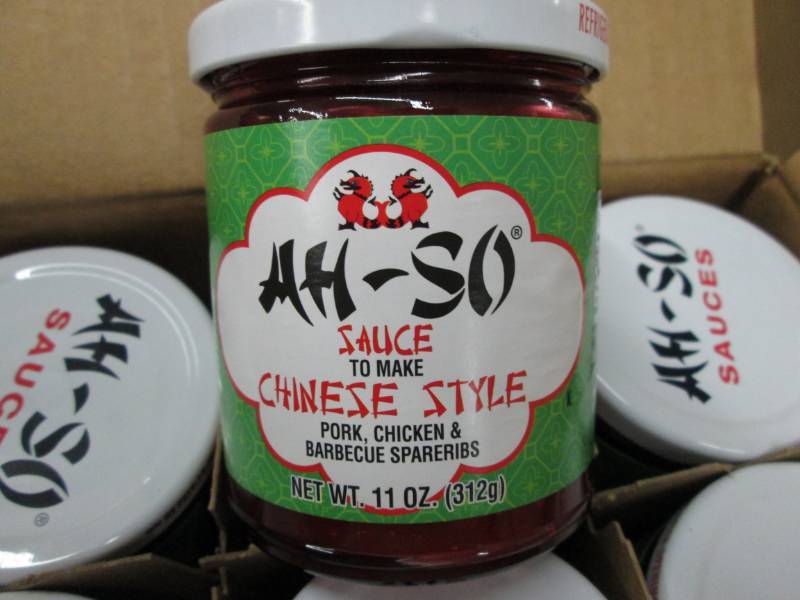 AH-SO®
SAUCE
TO MAKE
CHINESE STYLE
PORK, CHICKEN &
BARBECUE SPARERIBS
NET WT. 11 OZ. (312g)
AH-SO®
SAUCES
AH-SO
SAUCES